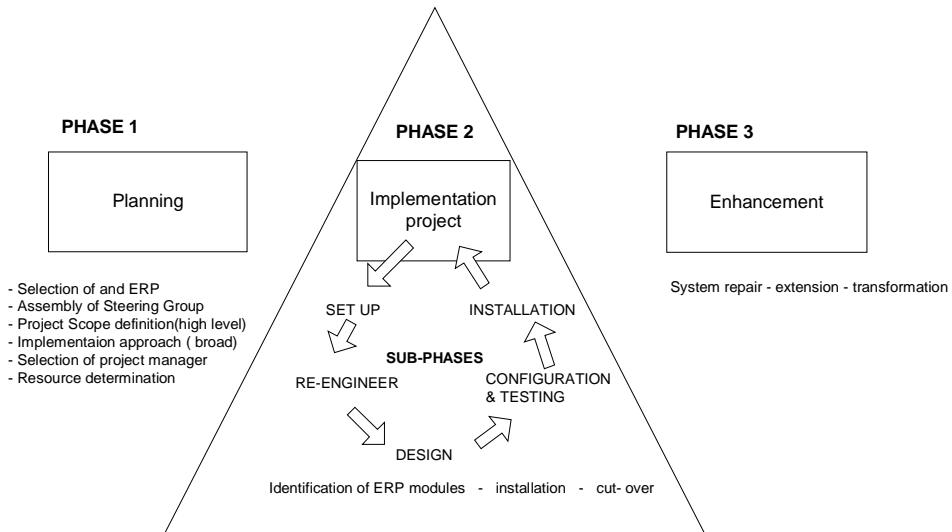 PHASE 1
Planning
- Selection of and ERP
- Assembly of Steering Group
- Project Scope definition(high level)
- Implementaion approach ( broad)
- Selection of project manager
- Resource determination
PHASE 2
Implementation
project
SET UP
INSTALLATION
SUB-PHASES
RE-ENGINEER
CONFIGURATION
& TESTING
DESIGN
Identification of ERP modules - installation - cut- over
PHASE 3
Enhancement
System repair - extension - transformation